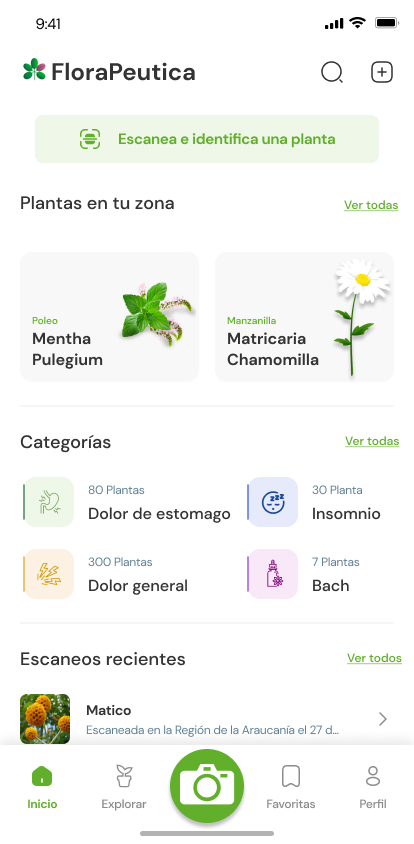 9:41
FloraPeutica
Escanea e identifica una planta
Plantas en tu zona
Ver todas
Poleo
Mentha
Pulegium
Manzanilla
Matricaria
Chamomilla
Categorías
Ver todas
80 Plantas
Dolor de estomago
30 Planta
Insomnio
300 Plantas
Dolor general
7 Plantas
Bach
Escaneos recientes
Ver todos
Matico
Escaneada en la Región de la Araucanía el 27 d...
Inicio
Explorar
Favoritas
Perfil